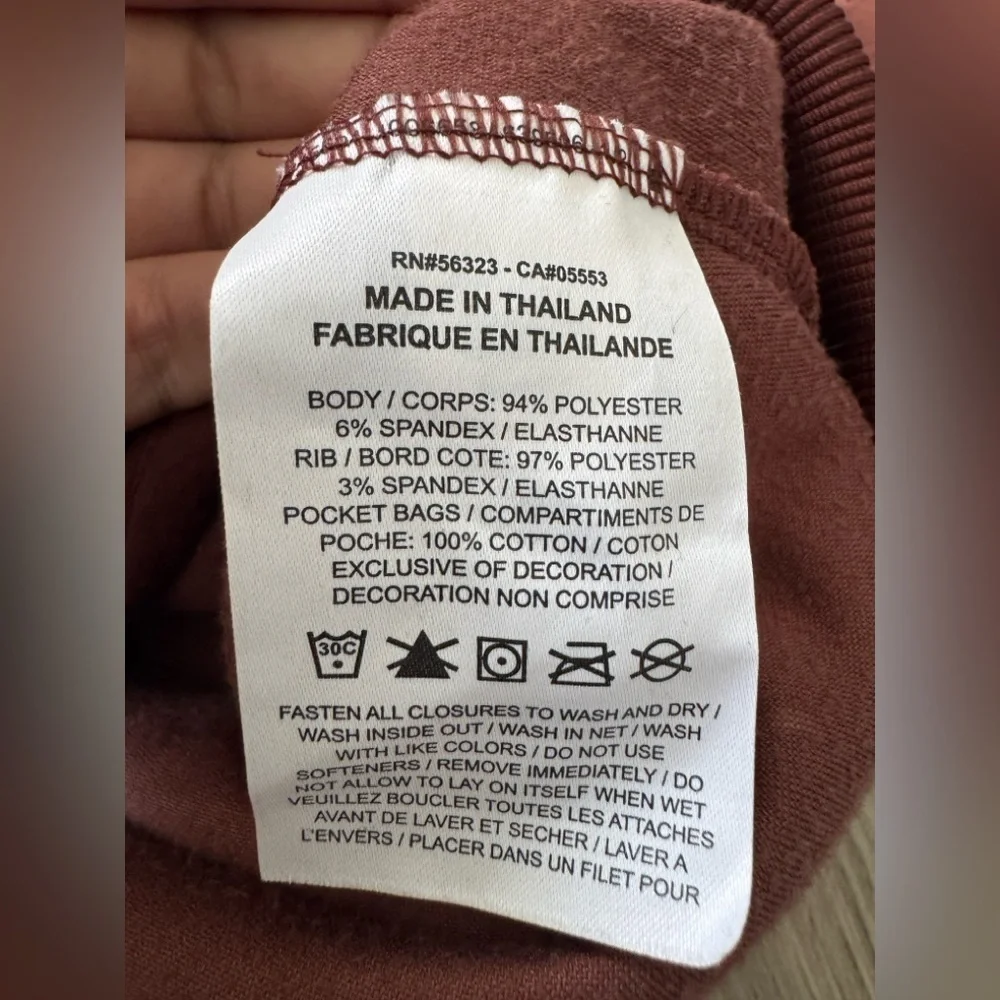 RN#56323 - CA#05553
MADE IN THAILAND
FABRIQUE EN THAILANDE
BODY / CORPS: 94% POLYESTER
6% SPANDEX / ELASTHANNE
RIB / BORD COTE: 97% POLYESTER
3% SPANDEX / ELASTHANNE
POCKET BAGS / COMPARTIMENTS DE
POCHE: 100% COTTON / COTON
EXCLUSIVE OF DECORATION /
DECORATION NON COMPRISE
30C
FASTEN ALL CLOSURES TO WASH AND DRY /
WASH INSIDE OUT / WASH IN NET / WASH
WITH LIKE COLORS / DO NOT USE
SOFTENERS / REMOVE IMMEDIATELY / DO
NOT ALLOW TO LAY ON ITSELF WHEN WET
VEUILLEZ BOUCLER TOUTES LES ATTACHES
AVANT DE LAVER ET SECHER / LAVER A
L'ENVERS / PLACER DANS UN FILET POUR